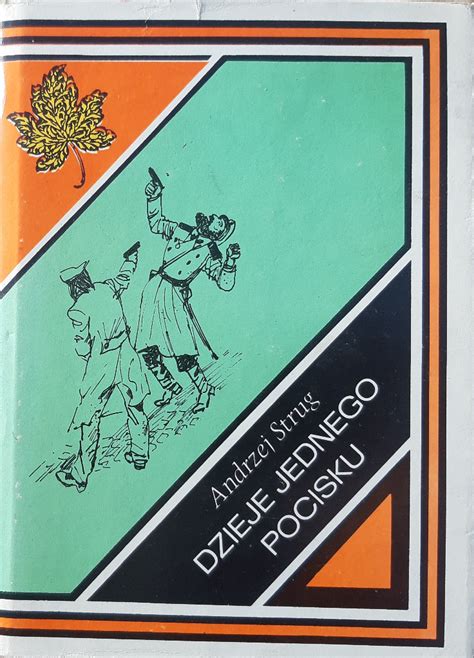 Andrzej Strug
DZIEJE JEDNEGO
POCISKU